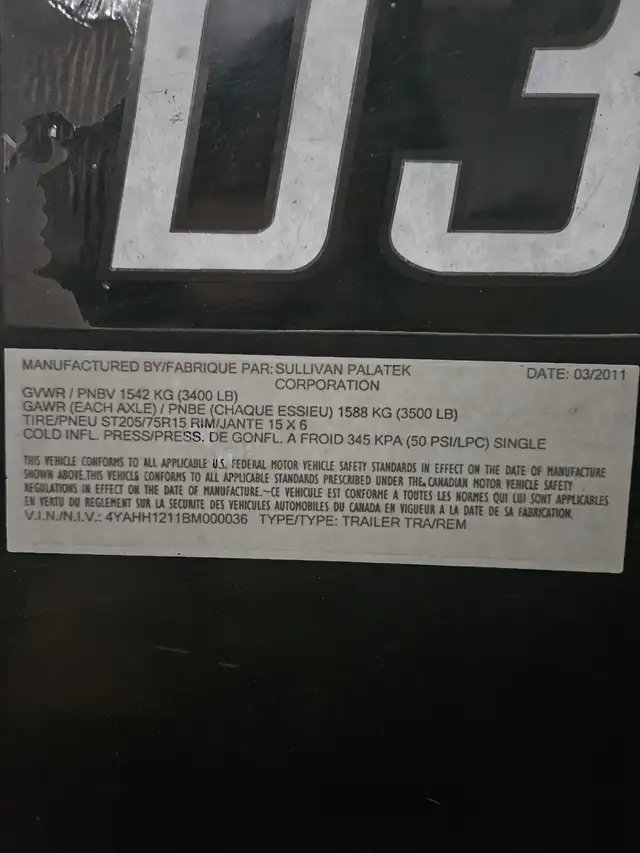 D3
MANUFACTURED BY/FABRIQUE PAR: SULLIVAN PALATEK
CORPORATION
DATE: 03/2011
GVWR / PNBV 1542 KG (3400 LB)
GAWR (EACH AXLE) / PNBE (CHAQUE ESSIEU) 1588 KG (3500 LB)
TIRE/PNEU ST205/75R15 RIM/JANTE 15 X 6
COLD INFL. PRESS/PRESS. DE GONFL. A FROID 345 KPA (50 PSI/LPC) SINGLE
THIS VEHICLE CONFORMS TO ALL APPLICABLE U.S. FEDERAL MOTOR VEHICLE SAFETY STANDARDS IN EFFECT ON THE DATE OF MANUFACTURE
SHOWN ABOVE.THIS VEHICLE CONFORMS TO ALL APPLICABLE STANDARDS PRESCRIBED UNDER THE CANADIAN MOTOR VEHICLE SAFETY
REGULATIONS IN EFFECT ON THE DATE OF MANUFACTURE.~CE VEHICULE EST CONFORME A TOUTES LES NORMES QUI LUI SONT APPLICABLES
EN VERTU DU REGLEMENT SUR LA SECURITE DES VEHICULES AUTOMOBILES DU CANADA EN VIGUEUR A LA DATE DE SA FABRICATION.
V.I.N./N.I.V.: 4YAHH1211BM000036 TYPE/TYPE: TRAILER TRA/REM